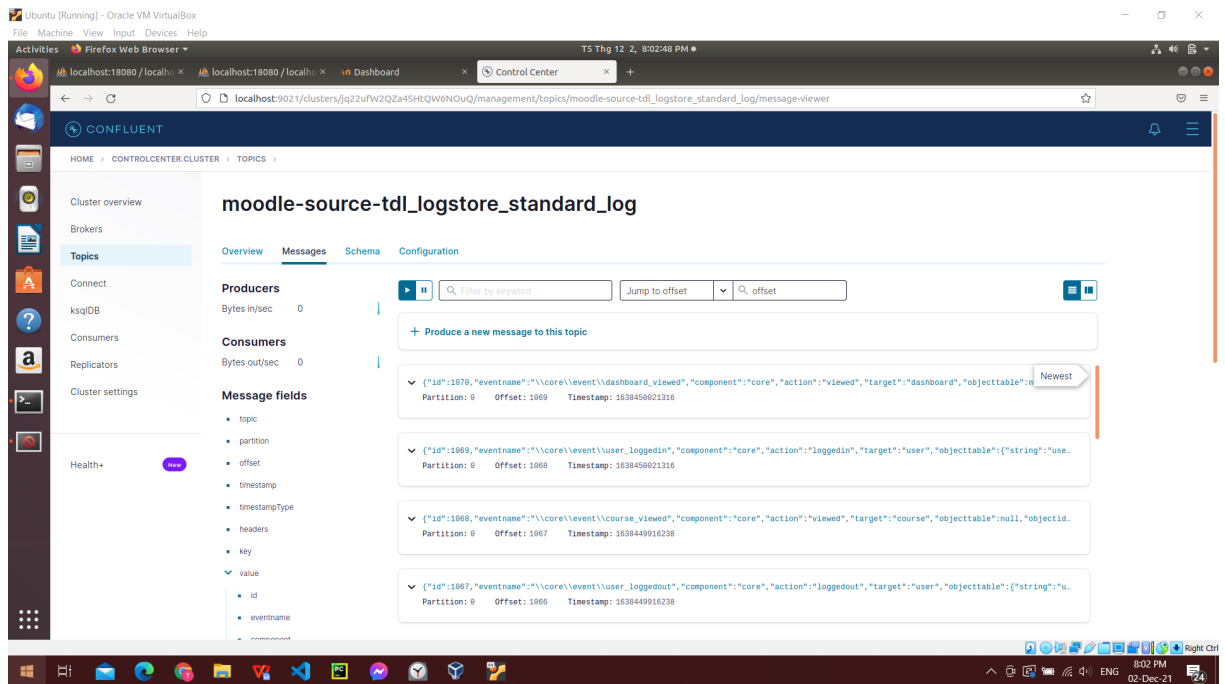 Ubuntu [Running] - Oracle VM VirtualBox
File Machine View Input Devices Help
Activities Firefox Web Browser T5 Thg 12 2, 8:02:48 PM
localhost:18080 / localho × localhost:18080 / localho × Dashboard × Control Center × +
localhost:9021/clusters/jq22ufW2QZa4SHtQW6NOuQ/management/topics/moodle-source-tdl_logstore_standard_log/message-viewer
CONFLUENT
HOME > CONTROLCENTER.CLUSTER > TOPICS >
Cluster overview
Brokers
Topics
Connect
ksqlDB
Consumers
Replicators
Cluster settings
Health+ New
moodle-source-tdl_logstore_standard_log
Overview Messages Schema Configuration
Producers
Bytes in/sec 0
Consumers
Bytes out/sec 0
Message fields
topic
partition
offset
timestamp
timestampType
headers
key
value
id
eventname
component
Filter by keyword Jump to offset offset
+ Produce a new message to this topic
Newest
{"id":1070,"eventname":"\\core\\event\\dashboard_viewed","component":"core","action":"viewed","target":"dashboard","objecttable":n
Partition: 0 Offset: 1069 Timestamp: 1638450021316
{"id":1069,"eventname":"\\core\\event\\user_loggedin","component":"core","action":"loggedin","target":"user","objecttable":{"string":"use…
Partition: 0 Offset: 1068 Timestamp: 1638450021316
{"id":1068,"eventname":"\\core\\event\\course_viewed","component":"core","action":"viewed","target":"course","objecttable":null,"objectid…
Partition: 0 Offset: 1067 Timestamp: 1638449916238
{"id":1067,"eventname":"\\core\\event\\user_loggedout","component":"core","action":"loggedout","target":"user","objecttable":{"string":"u…
Partition: 0 Offset: 1066 Timestamp: 1638449916238
Right Ctrl
ENG 8:02 PM
02-Dec-21 24